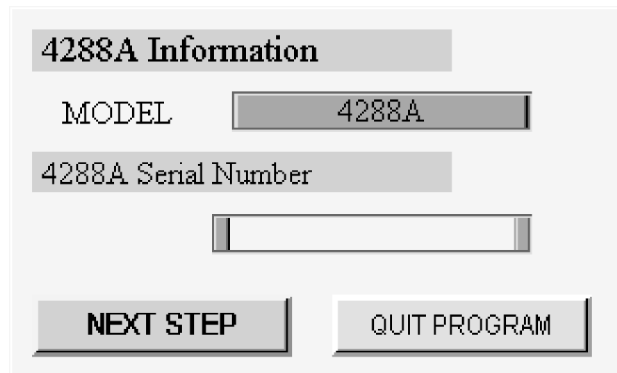 4288A Information
MODEL 4288A
4288A Serial Number
NEXT STEP QUIT PROGRAM